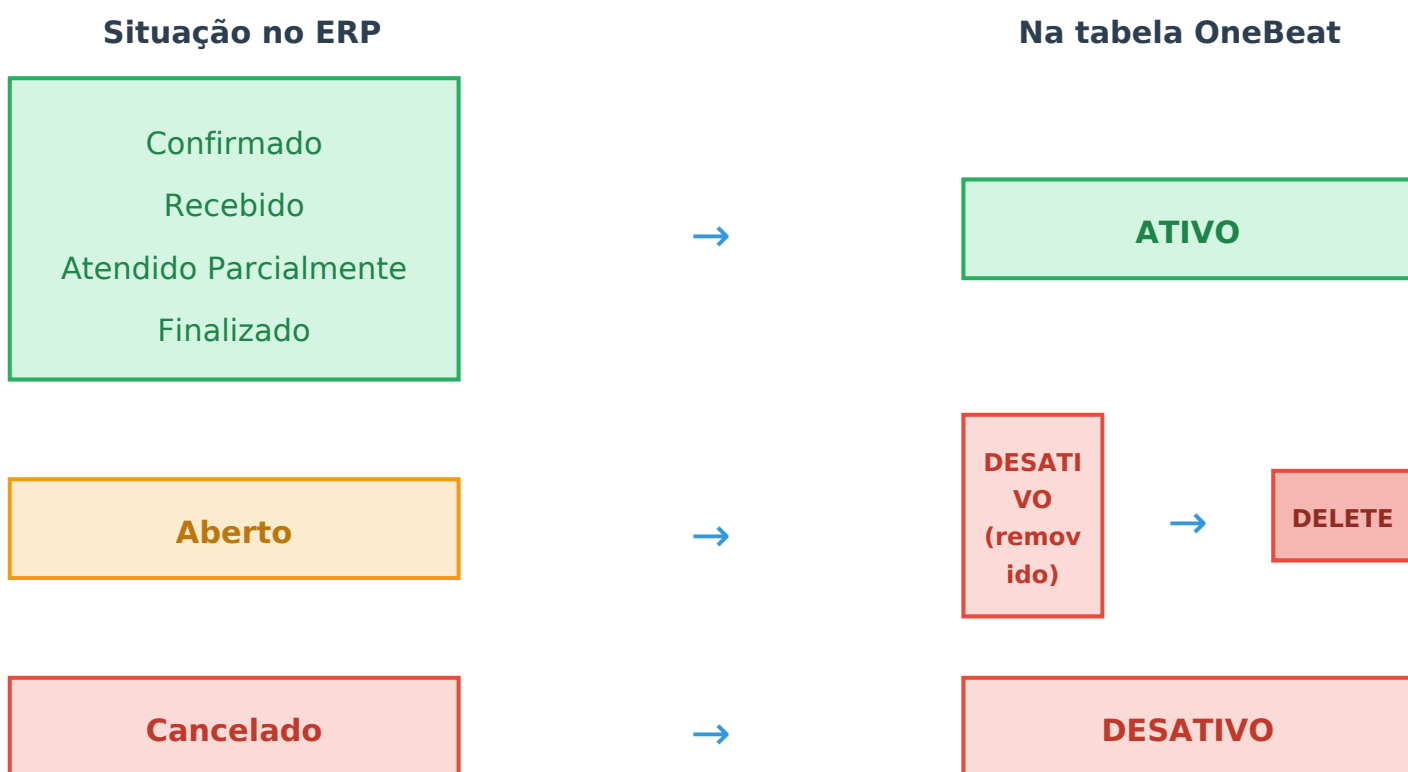 Situação no ERP
Na tabela OneBeat
Confirmado
Recebido
Atendido Parcialmente
Finalizado
→
ATIVO
Aberto
→
DESATI
VO
(remov
ido)
→
DELETE
Cancelado
→
DESATIVO